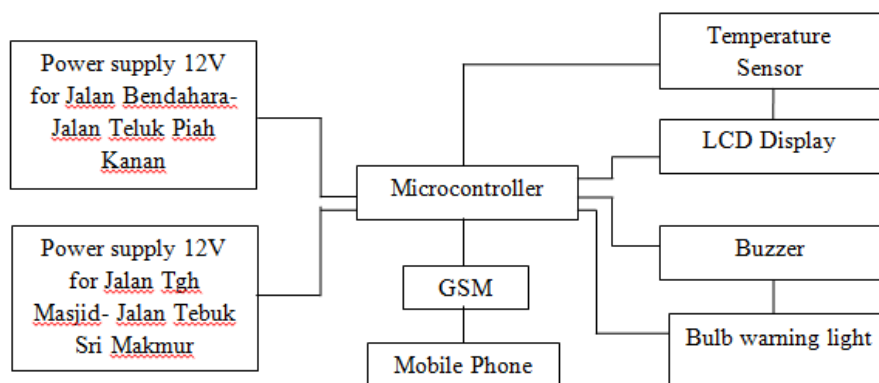 Power supply 12V
for Jalan Bendahara-
Jalan Teluk Piah
Kanan
Power supply 12V
for Jalan Tgh
Masjid- Jalan Tebuk
Sri Makmur
Microcontroller
GSM
Mobile Phone
Temperature
Sensor
LCD Display
Buzzer
Bulb warning light